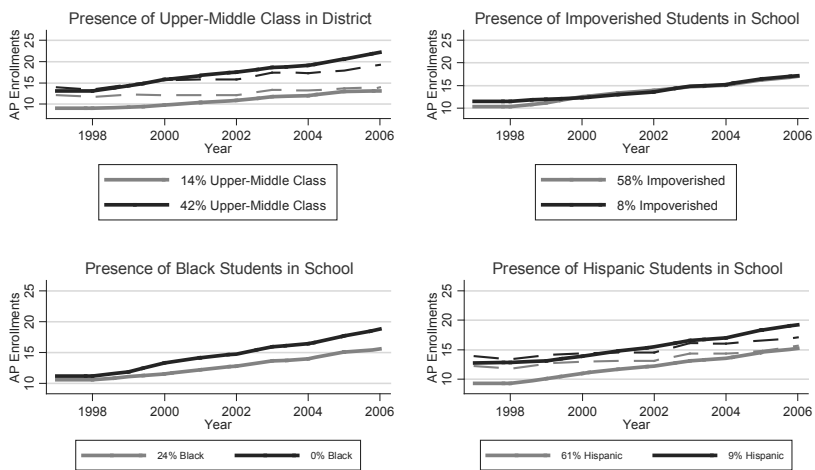 Presence of Upper-Middle Class in District
AP Enrollments
10 15 20 25
1998 2000 2002 2004 2006
Year
14% Upper-Middle Class
42% Upper-Middle Class
Presence of Impoverished Students in School
AP Enrollments
10 15 20 25
1998 2000 2002 2004 2006
Year
58% Impoverished
8% Impoverished
Presence of Black Students in School
AP Enrollments
10 15 20 25
1998 2000 2002 2004 2006
Year
24% Black 0% Black
Presence of Hispanic Students in School
AP Enrollments
10 15 20 25
1998 2000 2002 2004 2006
Year
61% Hispanic 9% Hispanic